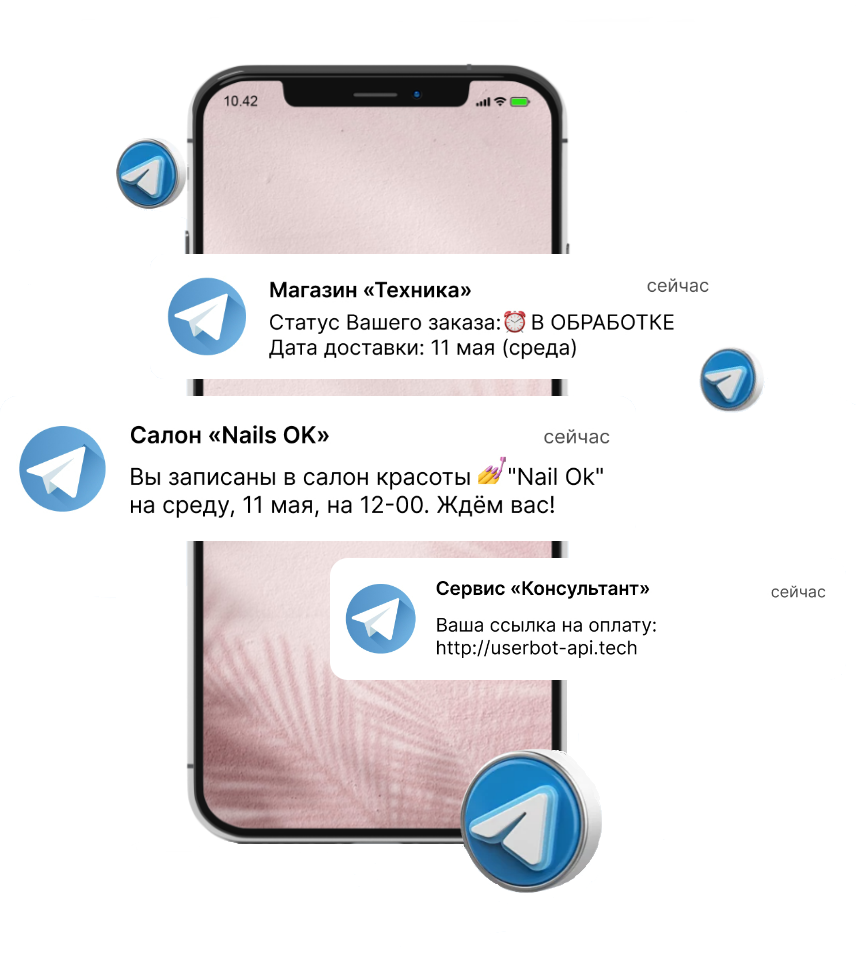 10.42
Магазин «Техника»
сейчас
Статус Вашего заказа:⏰В ОБРАБОТКЕ
Дата доставки: 11 мая (среда)
Салон «Nails OK»
сейчас
Вы записаны в салон красоты 💅"Nail Ok"
на среду, 11 мая, на 12-00. Ждём вас!
Сервис «Консультант»
сейчас
Ваша ссылка на оплату:
http://userbot-api.tech